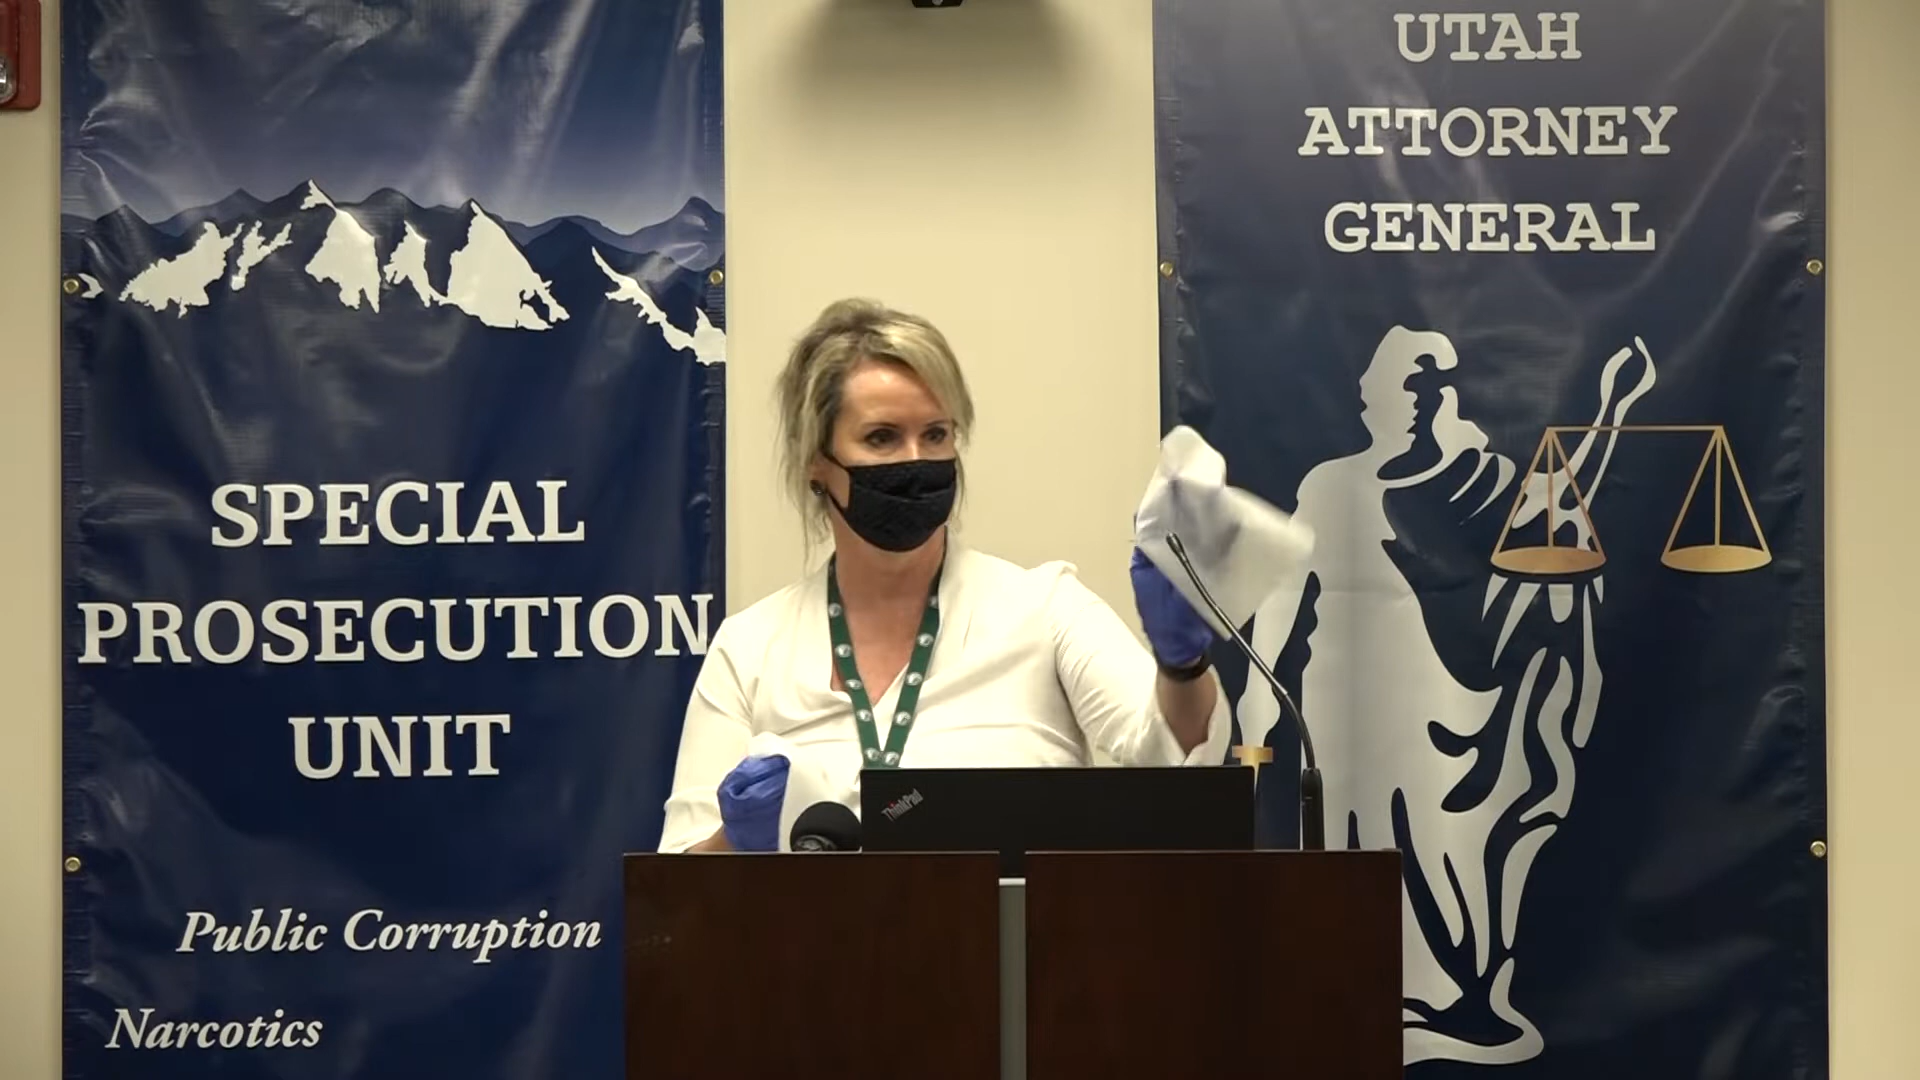 SPECIAL
PROSECUTION
UNIT
Public Corruption
Narcotics
UTAH
ATTORNEY
GENERAL
ThinkPad